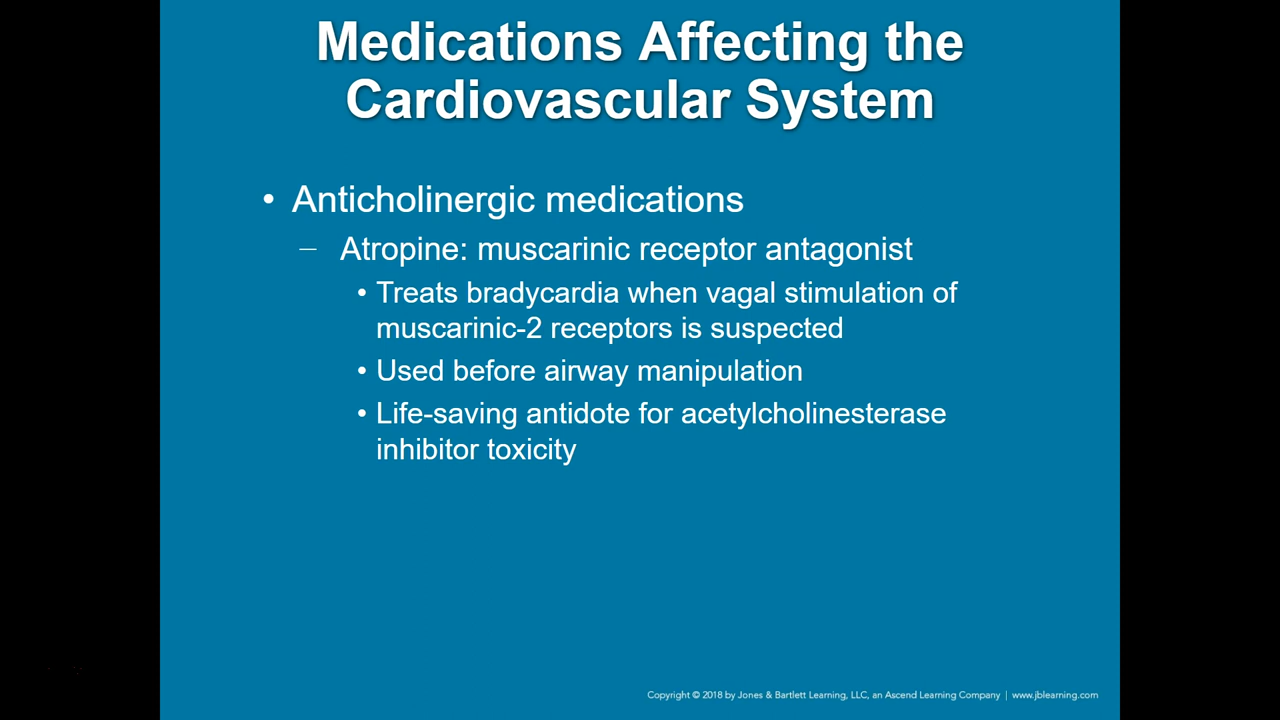 Medications Affecting the
Cardiovascular System
• Anticholinergic medications
– Atropine: muscarinic receptor antagonist
• Treats bradycardia when vagal stimulation of
muscarinic-2 receptors is suspected
• Used before airway manipulation
• Life-saving antidote for acetylcholinesterase
inhibitor toxicity
Copyright © 2018 by Jones & Bartlett Learning, LLC, an Ascend Learning Company | www.jblearning.com